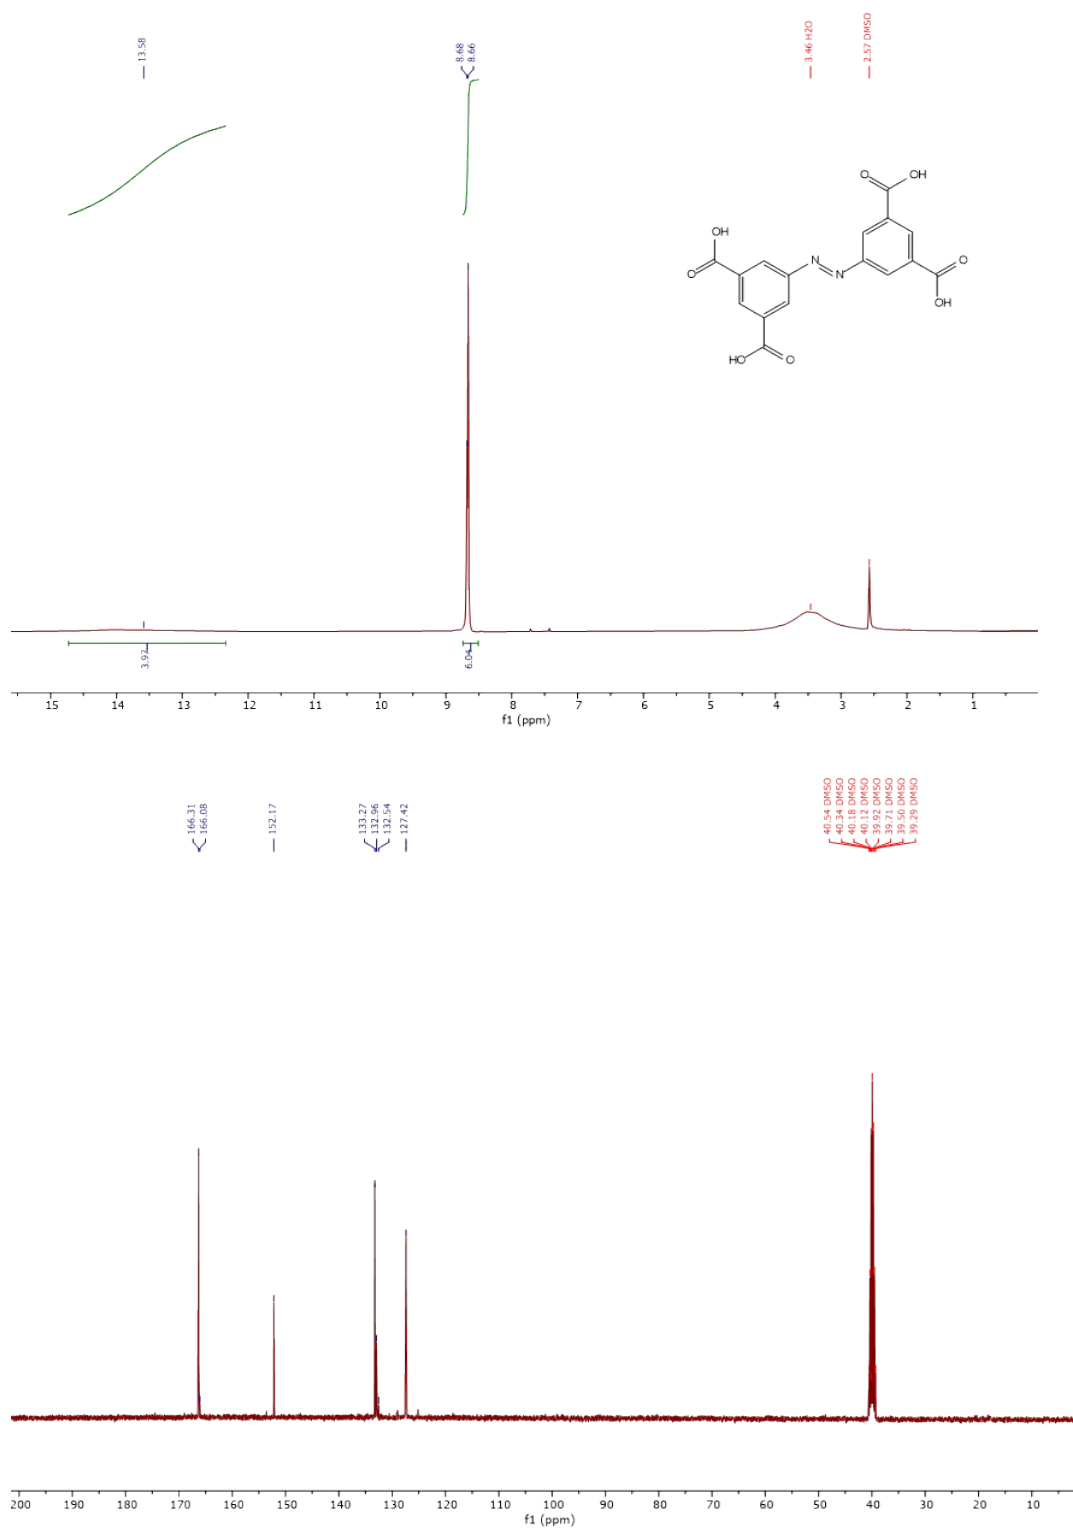 13.58
8.68
8.66
3.46 H2O
2.57 DMSO
O
OH
OH
O
N
N
O
OH
HO
O
3.97
6.04
15 14 13 12 11 10 9 8 7 6 5 4 3 2 1
f1 (ppm)
166.31
166.08
152.17
133.27
132.96
132.54
127.42
40.54 DMSO
40.34 DMSO
40.18 DMSO
40.12 DMSO
39.92 DMSO
39.71 DMSO
39.50 DMSO
39.29 DMSO
200 190 180 170 160 150 140 130 120 110 100 90 80 70 60 50 40 30 20 10
f1 (ppm)